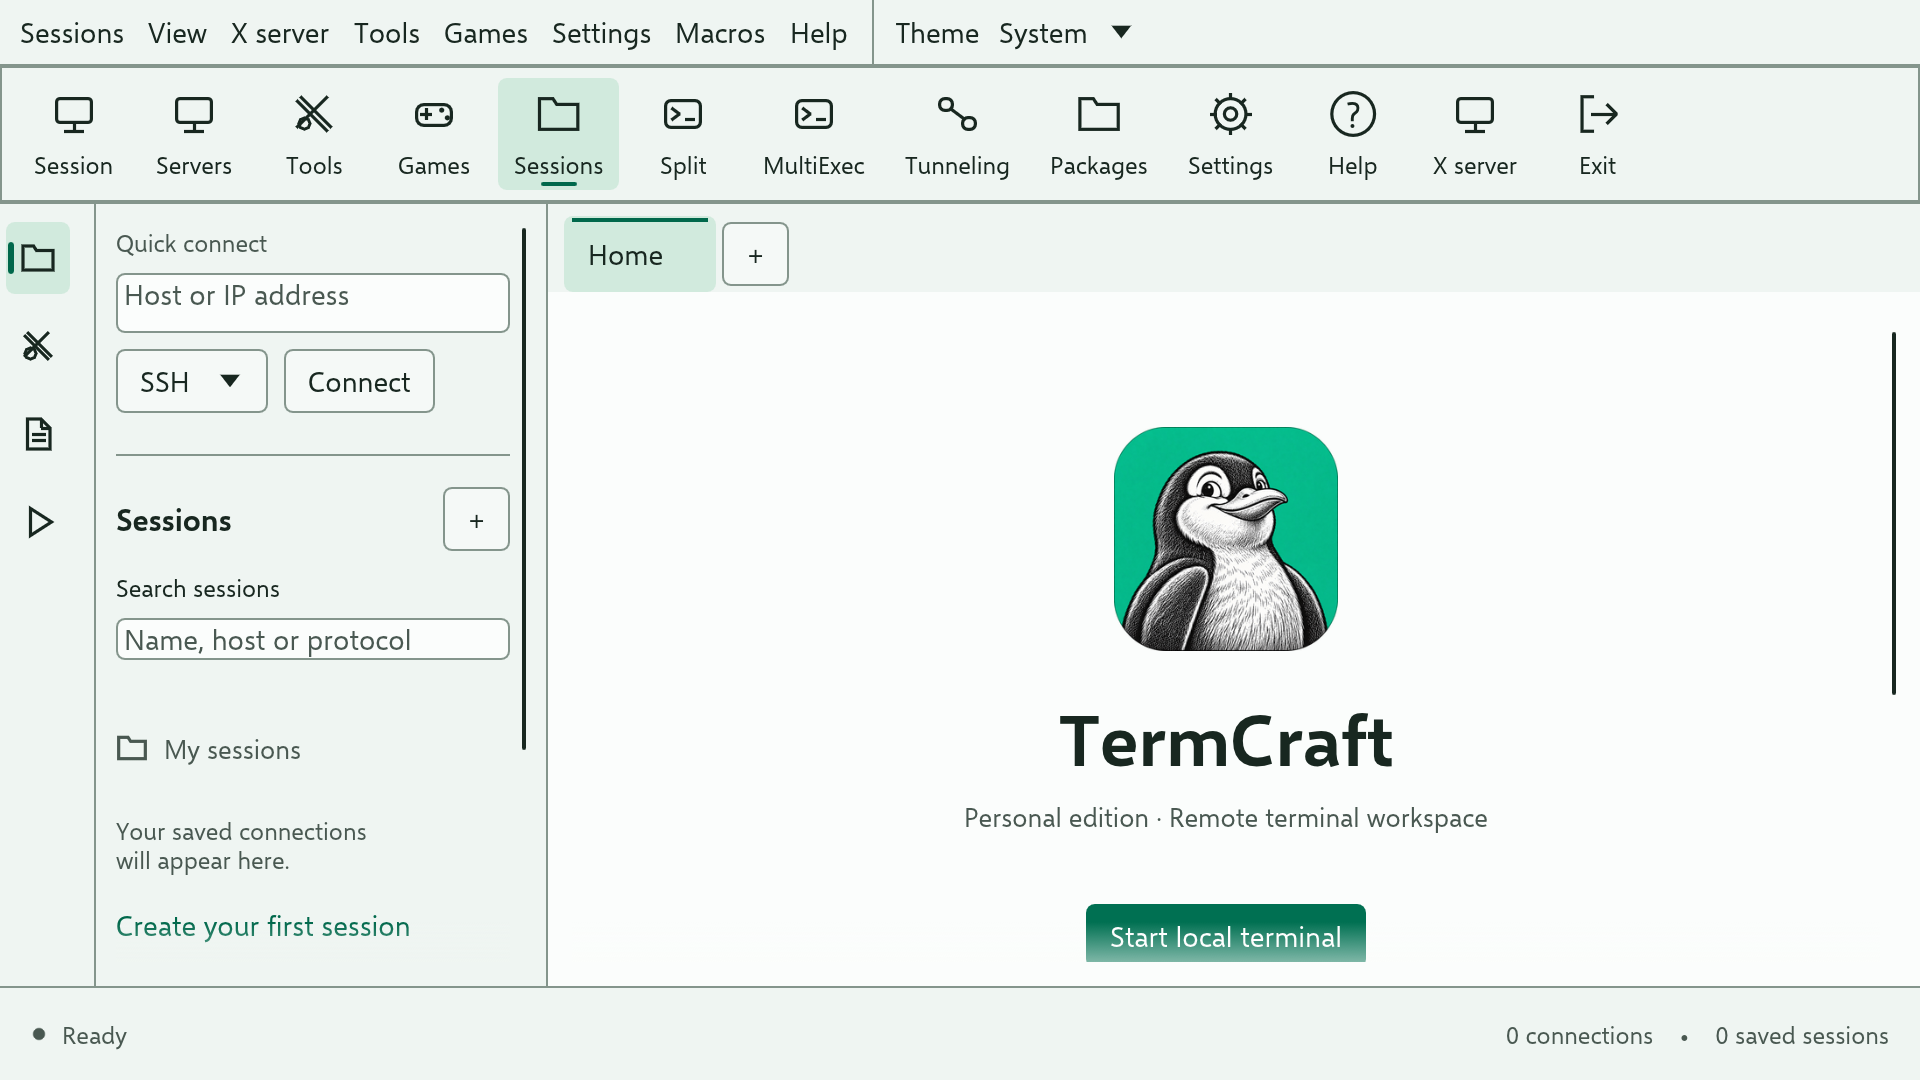 Sessions View X server Tools Games Settings Macros Help Theme System
Session Servers Tools Games Sessions Split MultiExec Tunneling Packages Settings Help X server Exit
Quick connect
Host or IP address
SSH Connect
Sessions +
Search sessions
Name, host or protocol
My sessions
Your saved connections
will appear here.
Create your first session
Home +
TermCraft
Personal edition · Remote terminal workspace
Start local terminal
Ready
0 connections • 0 saved sessions